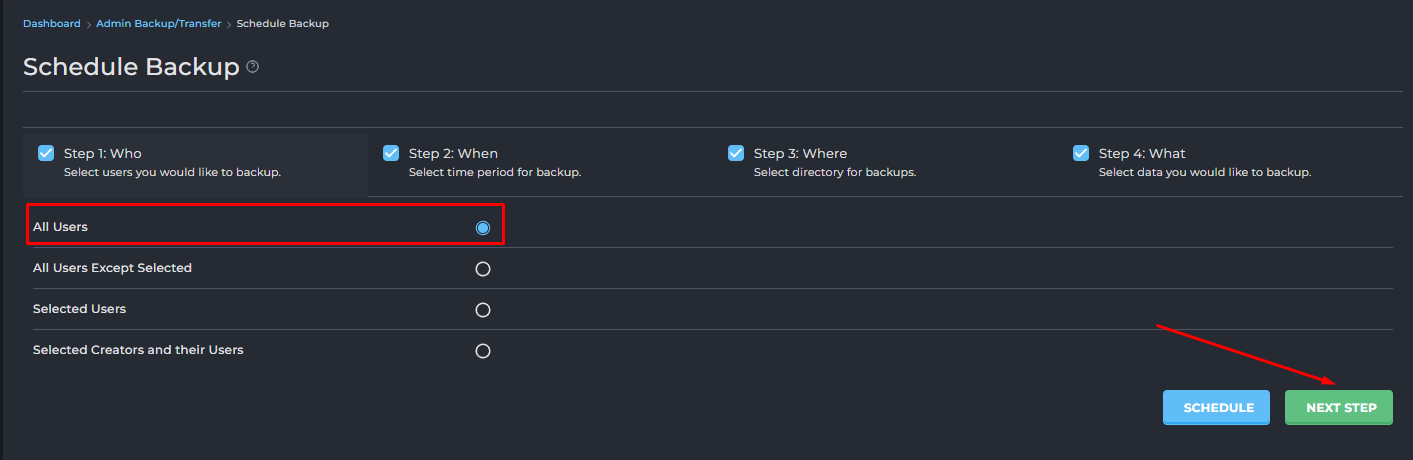 Dashboard > Admin Backup/Transfer > Schedule Backup
Schedule Backup ?
Step 1: Who
Select users you would like to backup.
Step 2: When
Select time period for backup.
Step 3: Where
Select directory for backups.
Step 4: What
Select data you would like to backup.
All Users
All Users Except Selected
Selected Users
Selected Creators and their Users
SCHEDULE
NEXT STEP